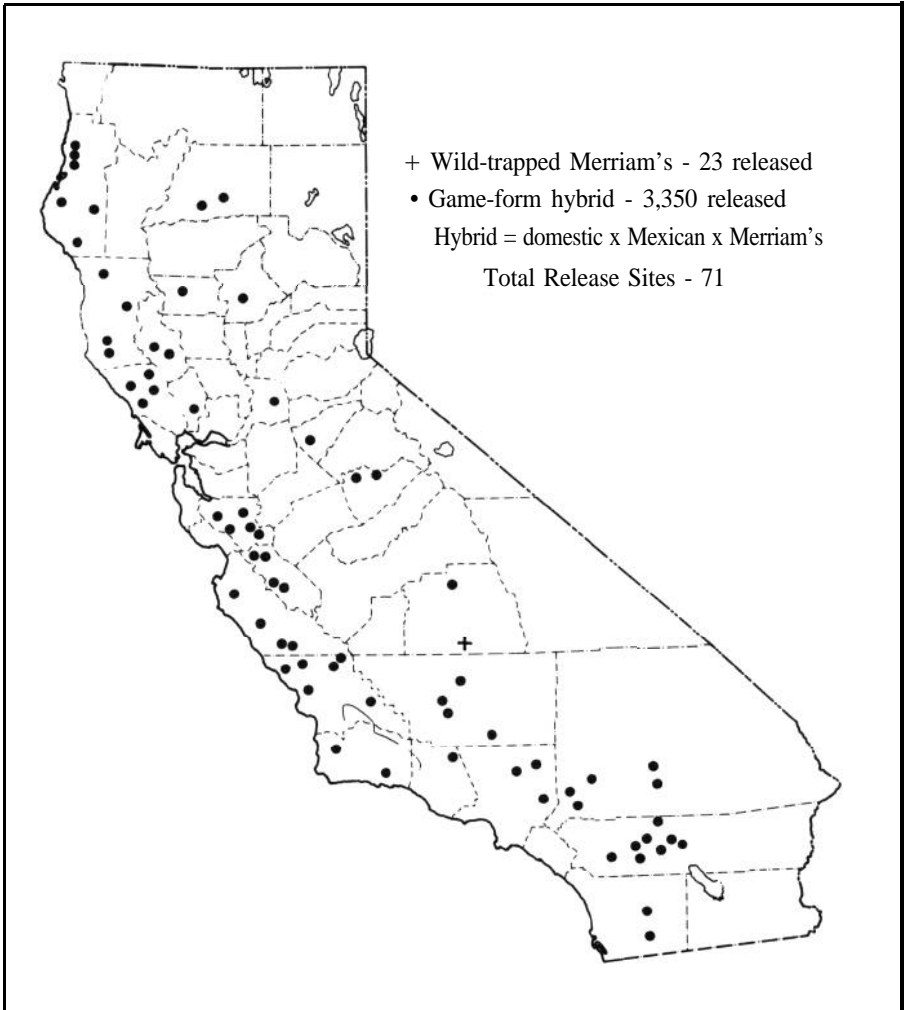 + Wild-trapped Merriam's - 23 released
• Game-form hybrid - 3,350 released
Hybrid = domestic x Mexican x Merriam's
Total Release Sites - 71